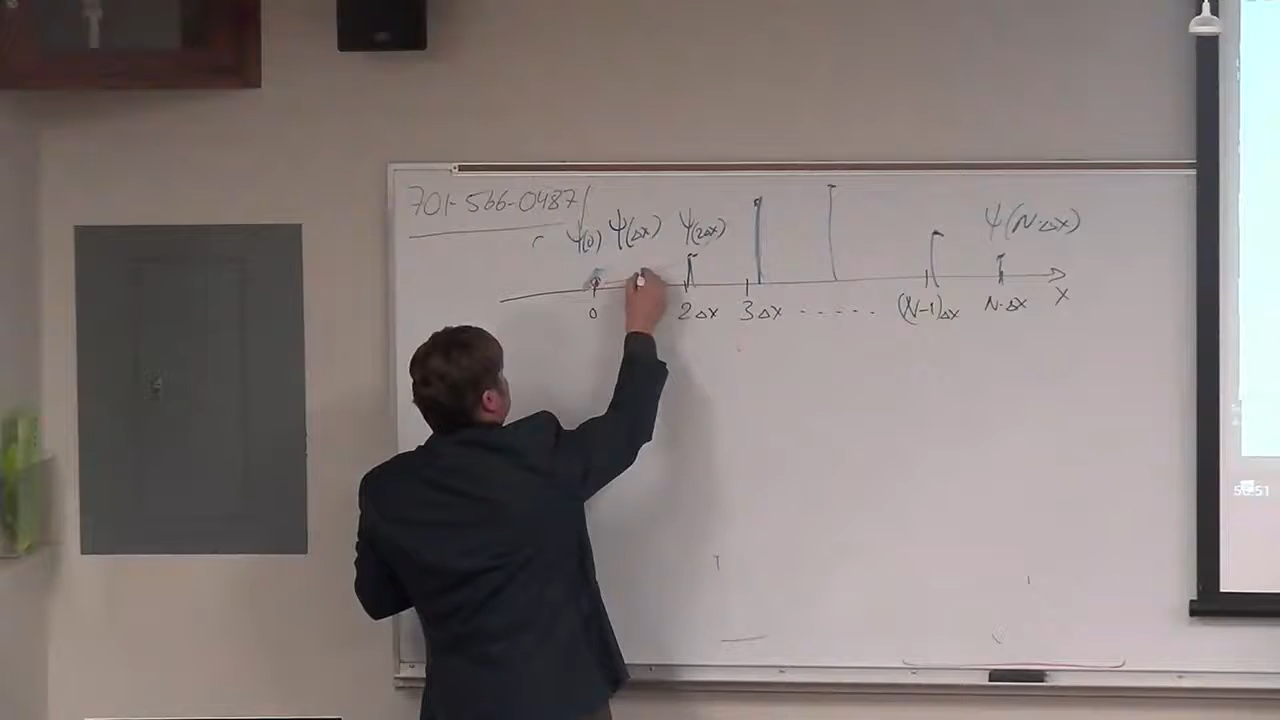 701-566-0487
ψ(0) ψ(Δx) ψ(2Δx) ψ(N·Δx)
0 2Δx 3Δx ...... (N-1)Δx N·Δx x